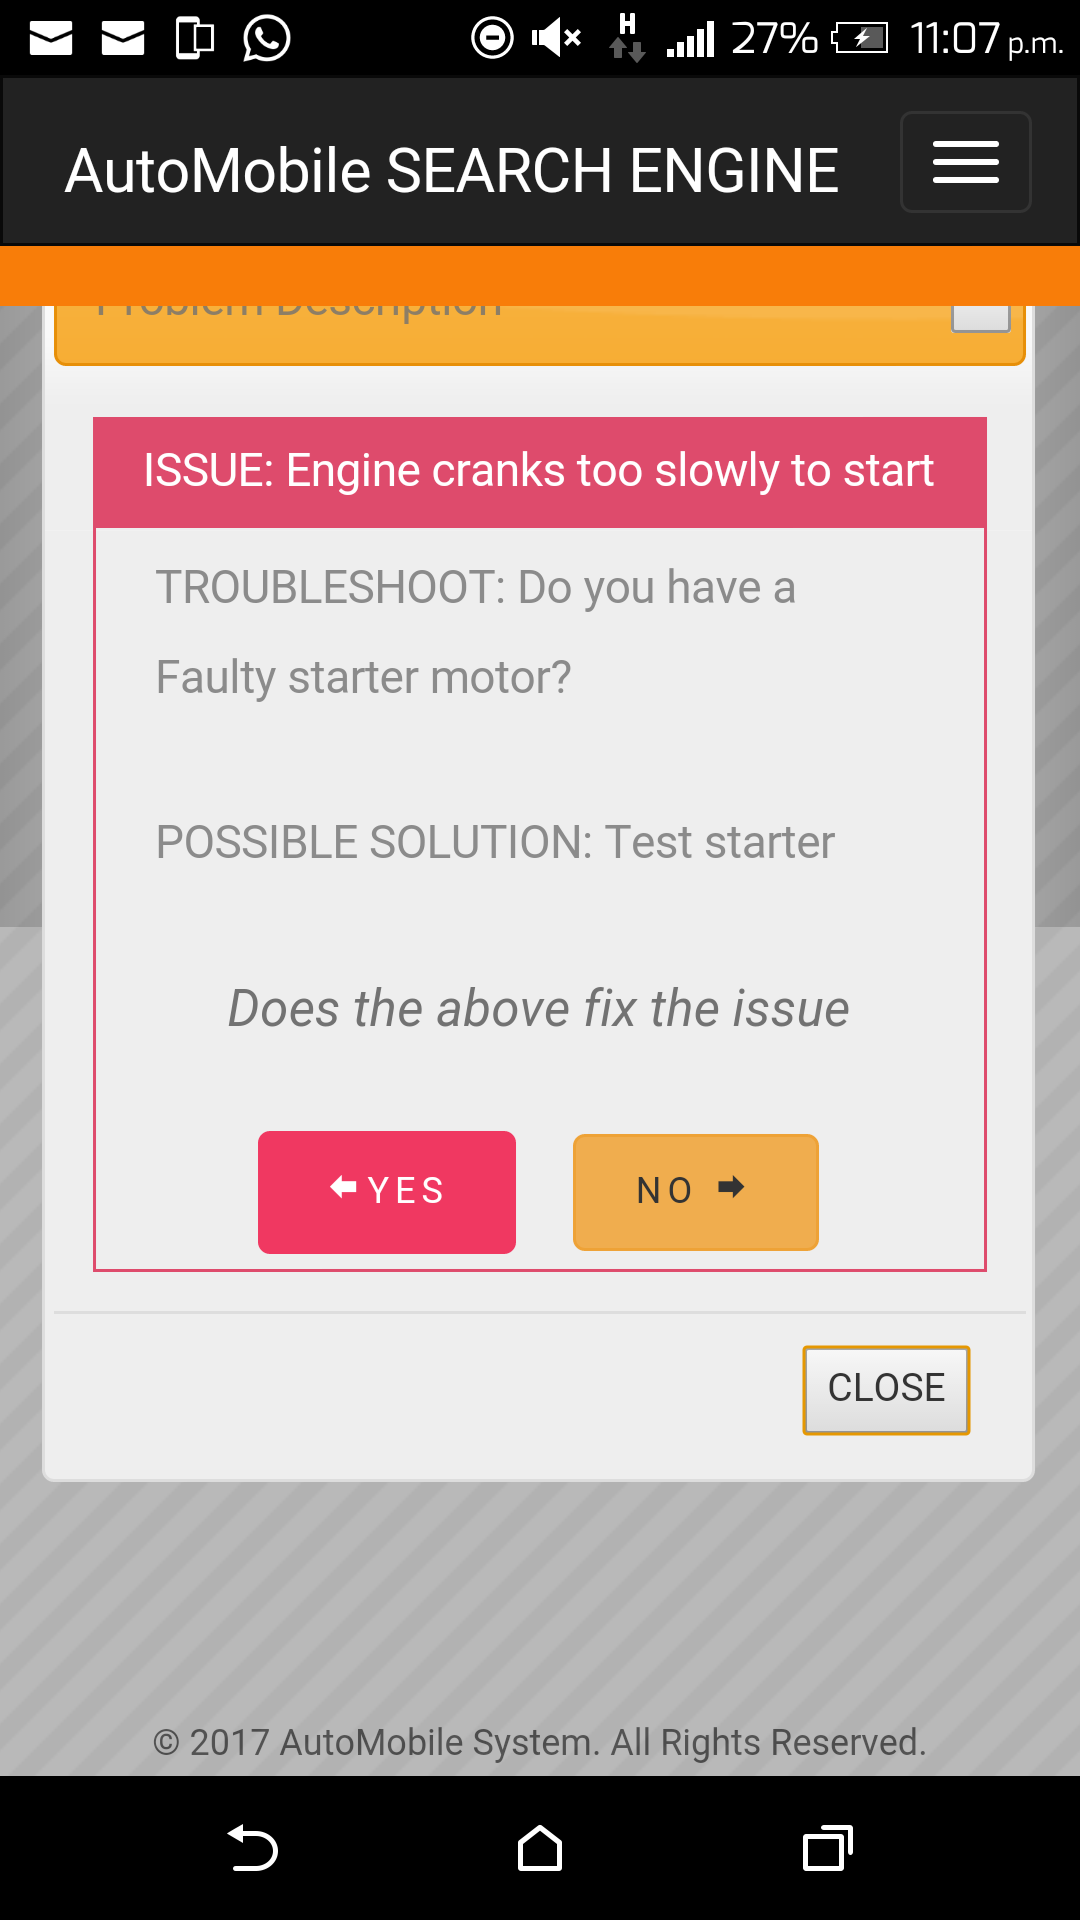 H 27% 11:07 p.m.
AutoMobile SEARCH ENGINE
Problem Description
ISSUE: Engine cranks too slowly to start
TROUBLESHOOT: Do you have a
Faulty starter motor?
POSSIBLE SOLUTION: Test starter
Does the above fix the issue
YES NO
CLOSE
© 2017 AutoMobile System. All Rights Reserved.